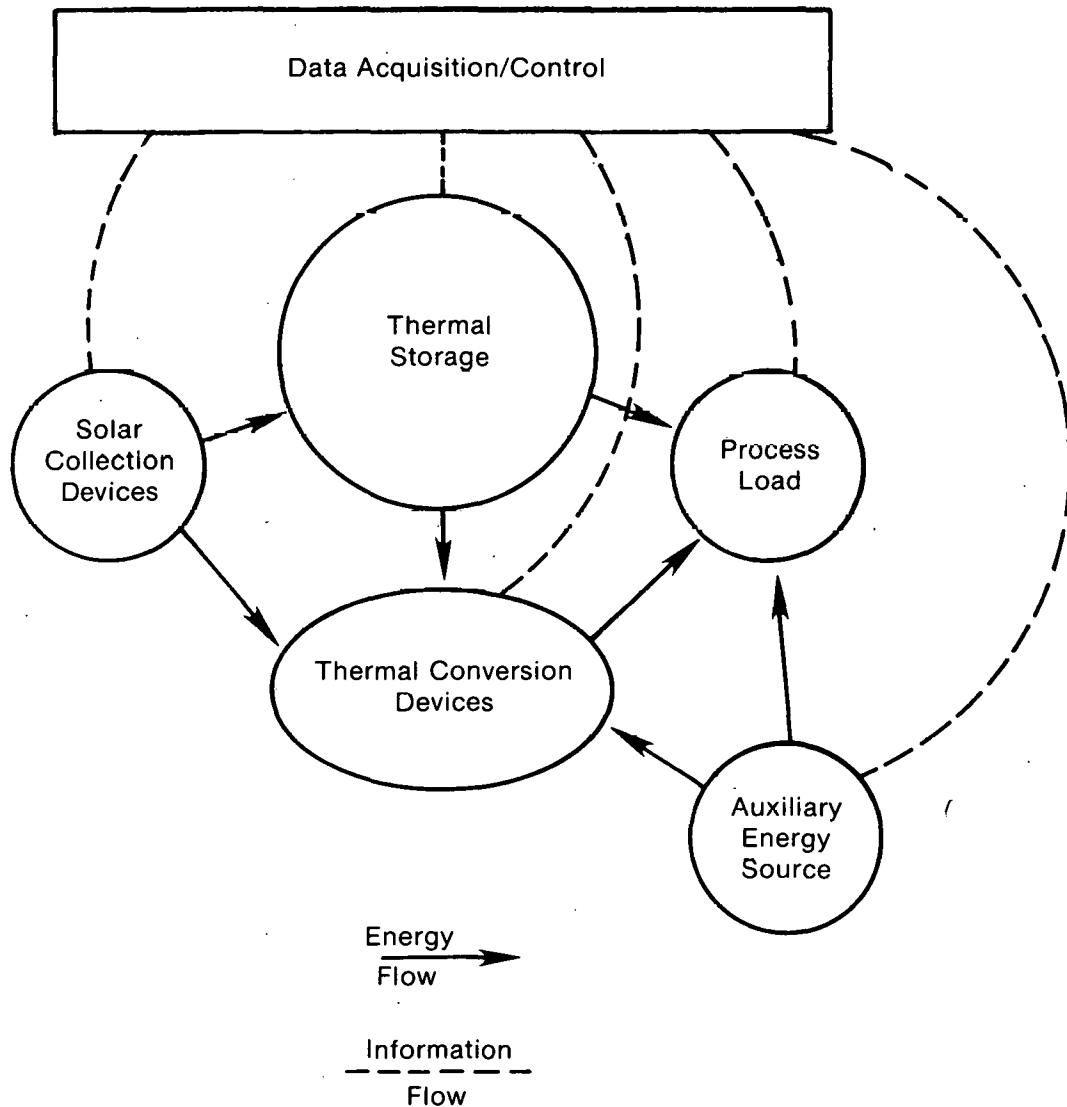 Data Acquisition/Control
Thermal
Storage
Solar
Collection
Devices
Process
Load
Thermal Conversion
Devices
Auxiliary
Energy
Source
Energy
Flow
Information
Flow